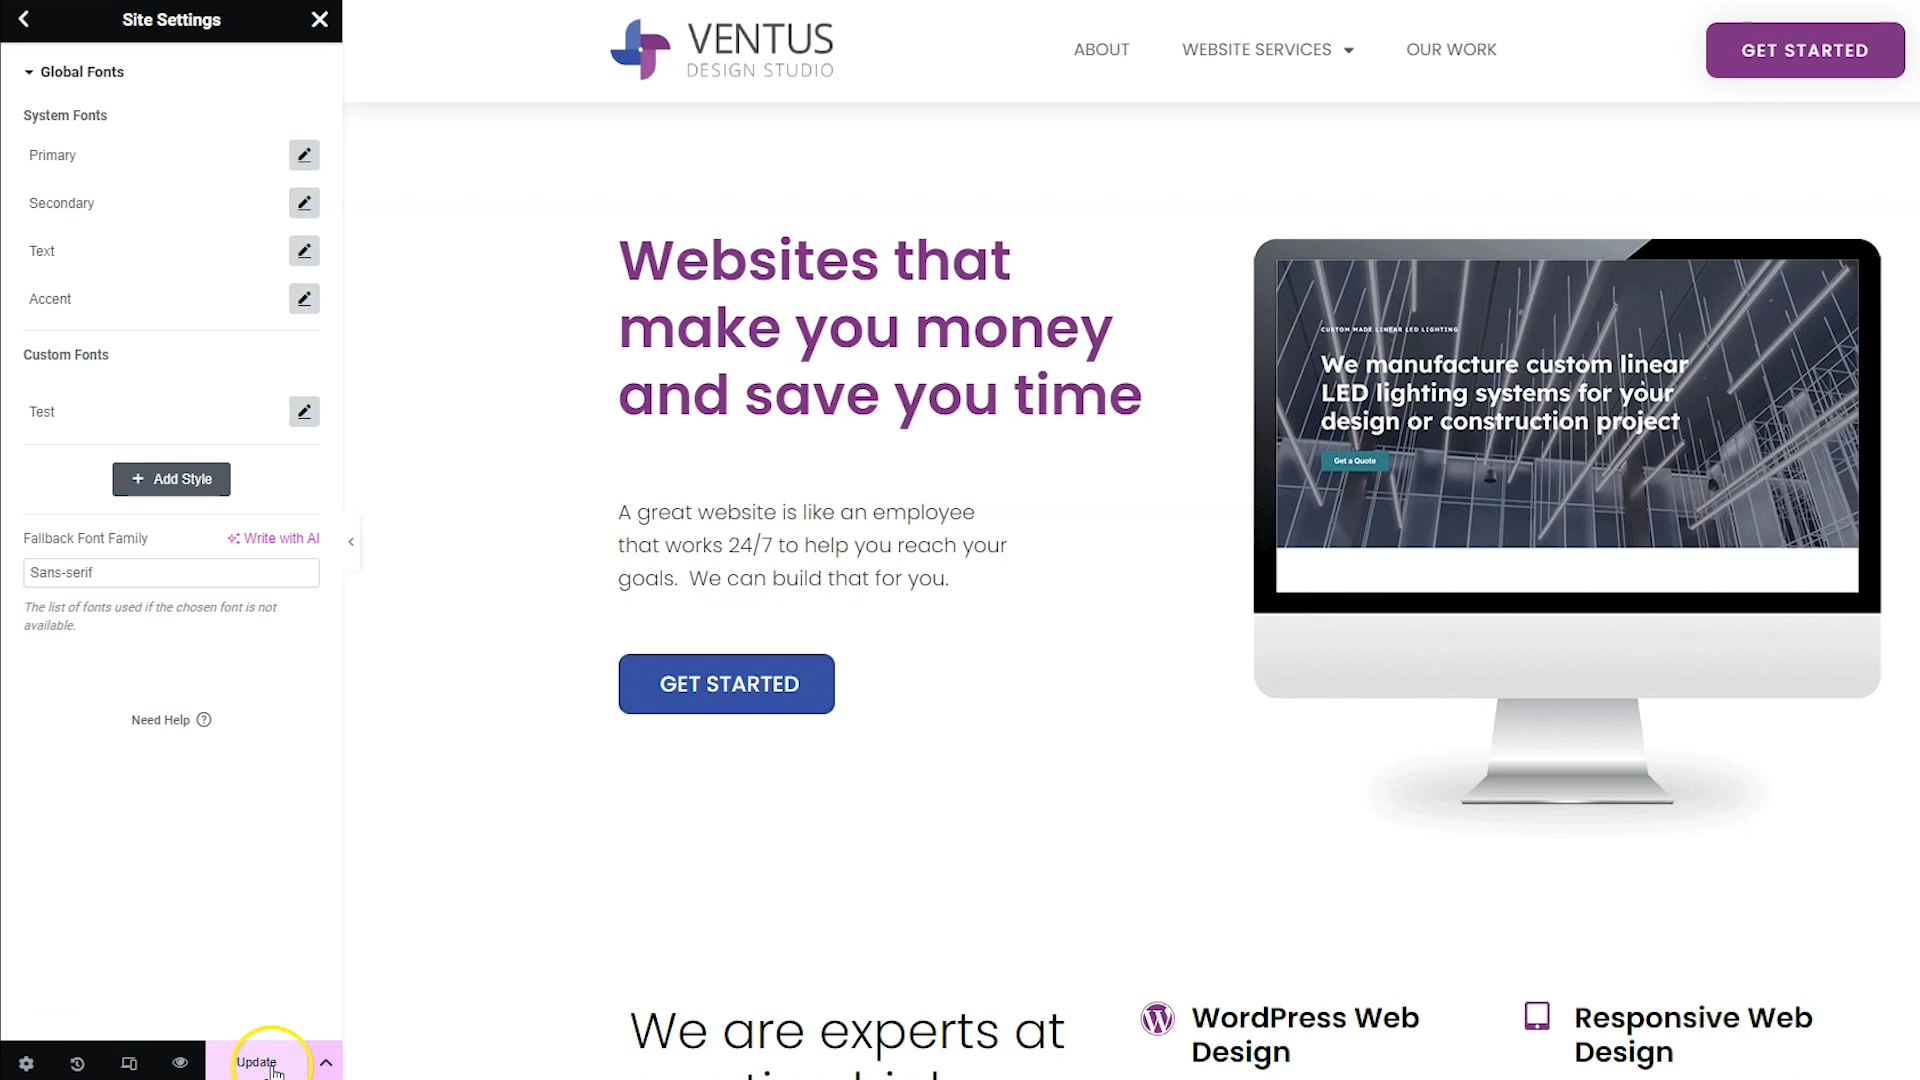 Site Settings
Global Fonts
System Fonts
Primary
Secondary
Text
Accent
Custom Fonts
Test
+ Add Style
Fallback Font Family
Write with AI
Sans-serif
The list of fonts used if the chosen font is not
available.
Need Help
Update
VENTUS
DESIGN STUDIO
ABOUT
WEBSITE SERVICES
OUR WORK
GET STARTED
Websites that
make you money
and save you time
A great website is like an employee
that works 24/7 to help you reach your
goals. We can build that for you.
GET STARTED
CUSTOM MADE LINEAR LED LIGHTING
We manufacture custom linear
LED lighting systems for your
design or construction project
Get a Quote
We are experts at
WordPress Web
Design
Responsive Web
Design